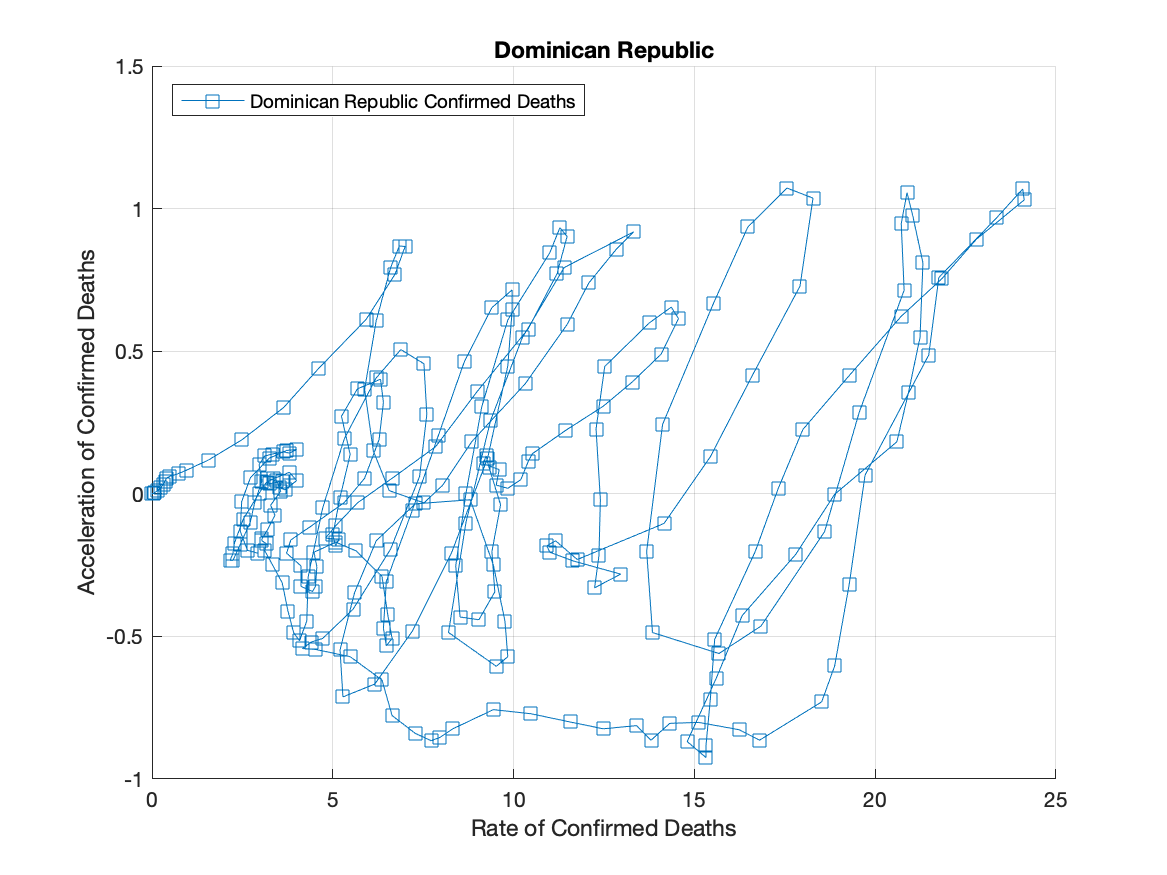 Dominican Republic
1.5
Dominican Republic Confirmed Deaths
1
0.5
0
-0.5
-1
Acceleration of Confirmed Deaths
0 5 10 15 20 25
Rate of Confirmed Deaths